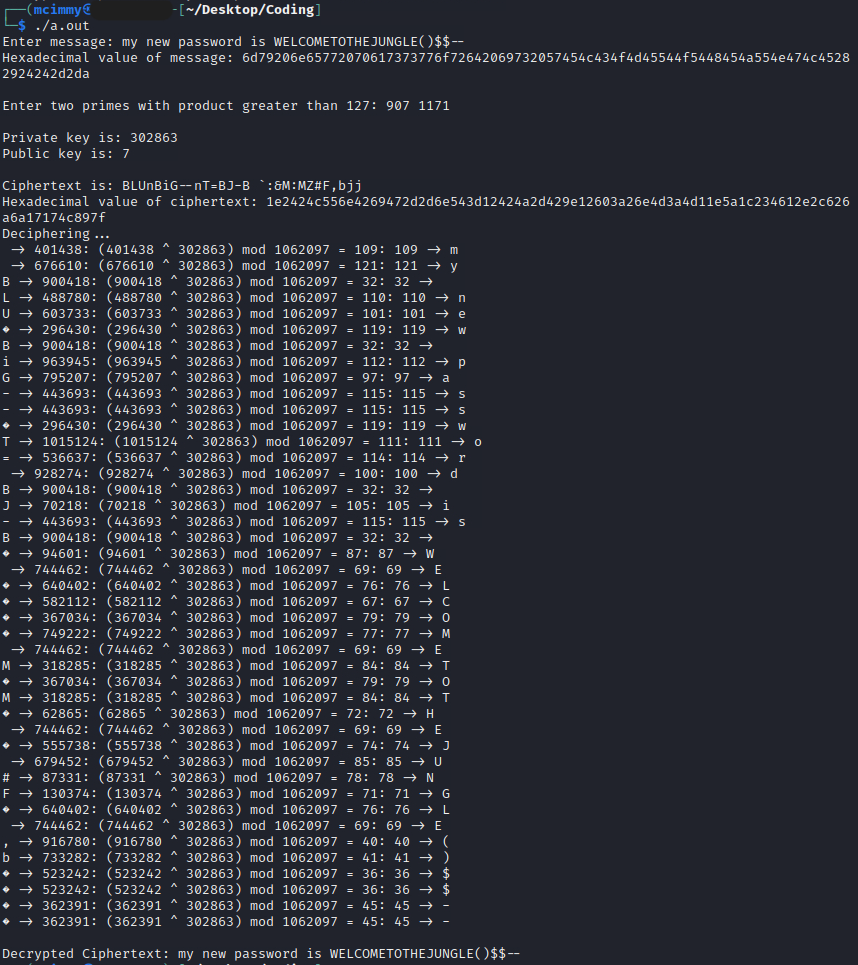 ┌──(mcimmy㉿ -[~/Desktop/Coding]
└─$ ./a.out
Enter message: my new password is WELCOMETOTHEJUNGLE()$$--
Hexadecimal value of message: 6d79206e65772070617373776f72642069732057454c434f4d45544f5448454a554e474c4528
2924242d2da

Enter two primes with product greater than 127: 907 1171

Private key is: 302863
Public key is: 7

Ciphertext is: BLUnBiG--nT=BJ-B `:&M:MZ#F,bjj
Hexadecimal value of ciphertext: 1e2424c556e4269472d2d6e543d12424a2d429e12603a26e4d3a4d11e5a1c234612e2c626
a6a17174c897f
Deciphering...
 → 401438: (401438 ^ 302863) mod 1062097 = 109: 109 → m
 → 676610: (676610 ^ 302863) mod 1062097 = 121: 121 → y
B → 900418: (900418 ^ 302863) mod 1062097 = 32: 32 →
L → 488780: (488780 ^ 302863) mod 1062097 = 110: 110 → n
U → 603733: (603733 ^ 302863) mod 1062097 = 101: 101 → e
� → 296430: (296430 ^ 302863) mod 1062097 = 119: 119 → w
B → 900418: (900418 ^ 302863) mod 1062097 = 32: 32 →
i → 963945: (963945 ^ 302863) mod 1062097 = 112: 112 → p
G → 795207: (795207 ^ 302863) mod 1062097 = 97: 97 → a
- → 443693: (443693 ^ 302863) mod 1062097 = 115: 115 → s
- → 443693: (443693 ^ 302863) mod 1062097 = 115: 115 → s
� → 296430: (296430 ^ 302863) mod 1062097 = 119: 119 → w
T → 1015124: (1015124 ^ 302863) mod 1062097 = 111: 111 → o
= → 536637: (536637 ^ 302863) mod 1062097 = 114: 114 → r
 → 928274: (928274 ^ 302863) mod 1062097 = 100: 100 → d
B → 900418: (900418 ^ 302863) mod 1062097 = 32: 32 →
J → 70218: (70218 ^ 302863) mod 1062097 = 105: 105 → i
- → 443693: (443693 ^ 302863) mod 1062097 = 115: 115 → s
B → 900418: (900418 ^ 302863) mod 1062097 = 32: 32 →
� → 94601: (94601 ^ 302863) mod 1062097 = 87: 87 → W
 → 744462: (744462 ^ 302863) mod 1062097 = 69: 69 → E
� → 640402: (640402 ^ 302863) mod 1062097 = 76: 76 → L
� → 582112: (582112 ^ 302863) mod 1062097 = 67: 67 → C
� → 367034: (367034 ^ 302863) mod 1062097 = 79: 79 → O
� → 749222: (749222 ^ 302863) mod 1062097 = 77: 77 → M
 → 744462: (744462 ^ 302863) mod 1062097 = 69: 69 → E
M → 318285: (318285 ^ 302863) mod 1062097 = 84: 84 → T
� → 367034: (367034 ^ 302863) mod 1062097 = 79: 79 → O
M → 318285: (318285 ^ 302863) mod 1062097 = 84: 84 → T
� → 62865: (62865 ^ 302863) mod 1062097 = 72: 72 → H
 → 744462: (744462 ^ 302863) mod 1062097 = 69: 69 → E
� → 555738: (555738 ^ 302863) mod 1062097 = 74: 74 → J
 → 679452: (679452 ^ 302863) mod 1062097 = 85: 85 → U
# → 87331: (87331 ^ 302863) mod 1062097 = 78: 78 → N
F → 130374: (130374 ^ 302863) mod 1062097 = 71: 71 → G
� → 640402: (640402 ^ 302863) mod 1062097 = 76: 76 → L
 → 744462: (744462 ^ 302863) mod 1062097 = 69: 69 → E
, → 916780: (916780 ^ 302863) mod 1062097 = 40: 40 → (
b → 733282: (733282 ^ 302863) mod 1062097 = 41: 41 → )
� → 523242: (523242 ^ 302863) mod 1062097 = 36: 36 → $
� → 523242: (523242 ^ 302863) mod 1062097 = 36: 36 → $
� → 362391: (362391 ^ 302863) mod 1062097 = 45: 45 → -
� → 362391: (362391 ^ 302863) mod 1062097 = 45: 45 → -

Decrypted Ciphertext: my new password is WELCOMETOTHEJUNGLE()$$--